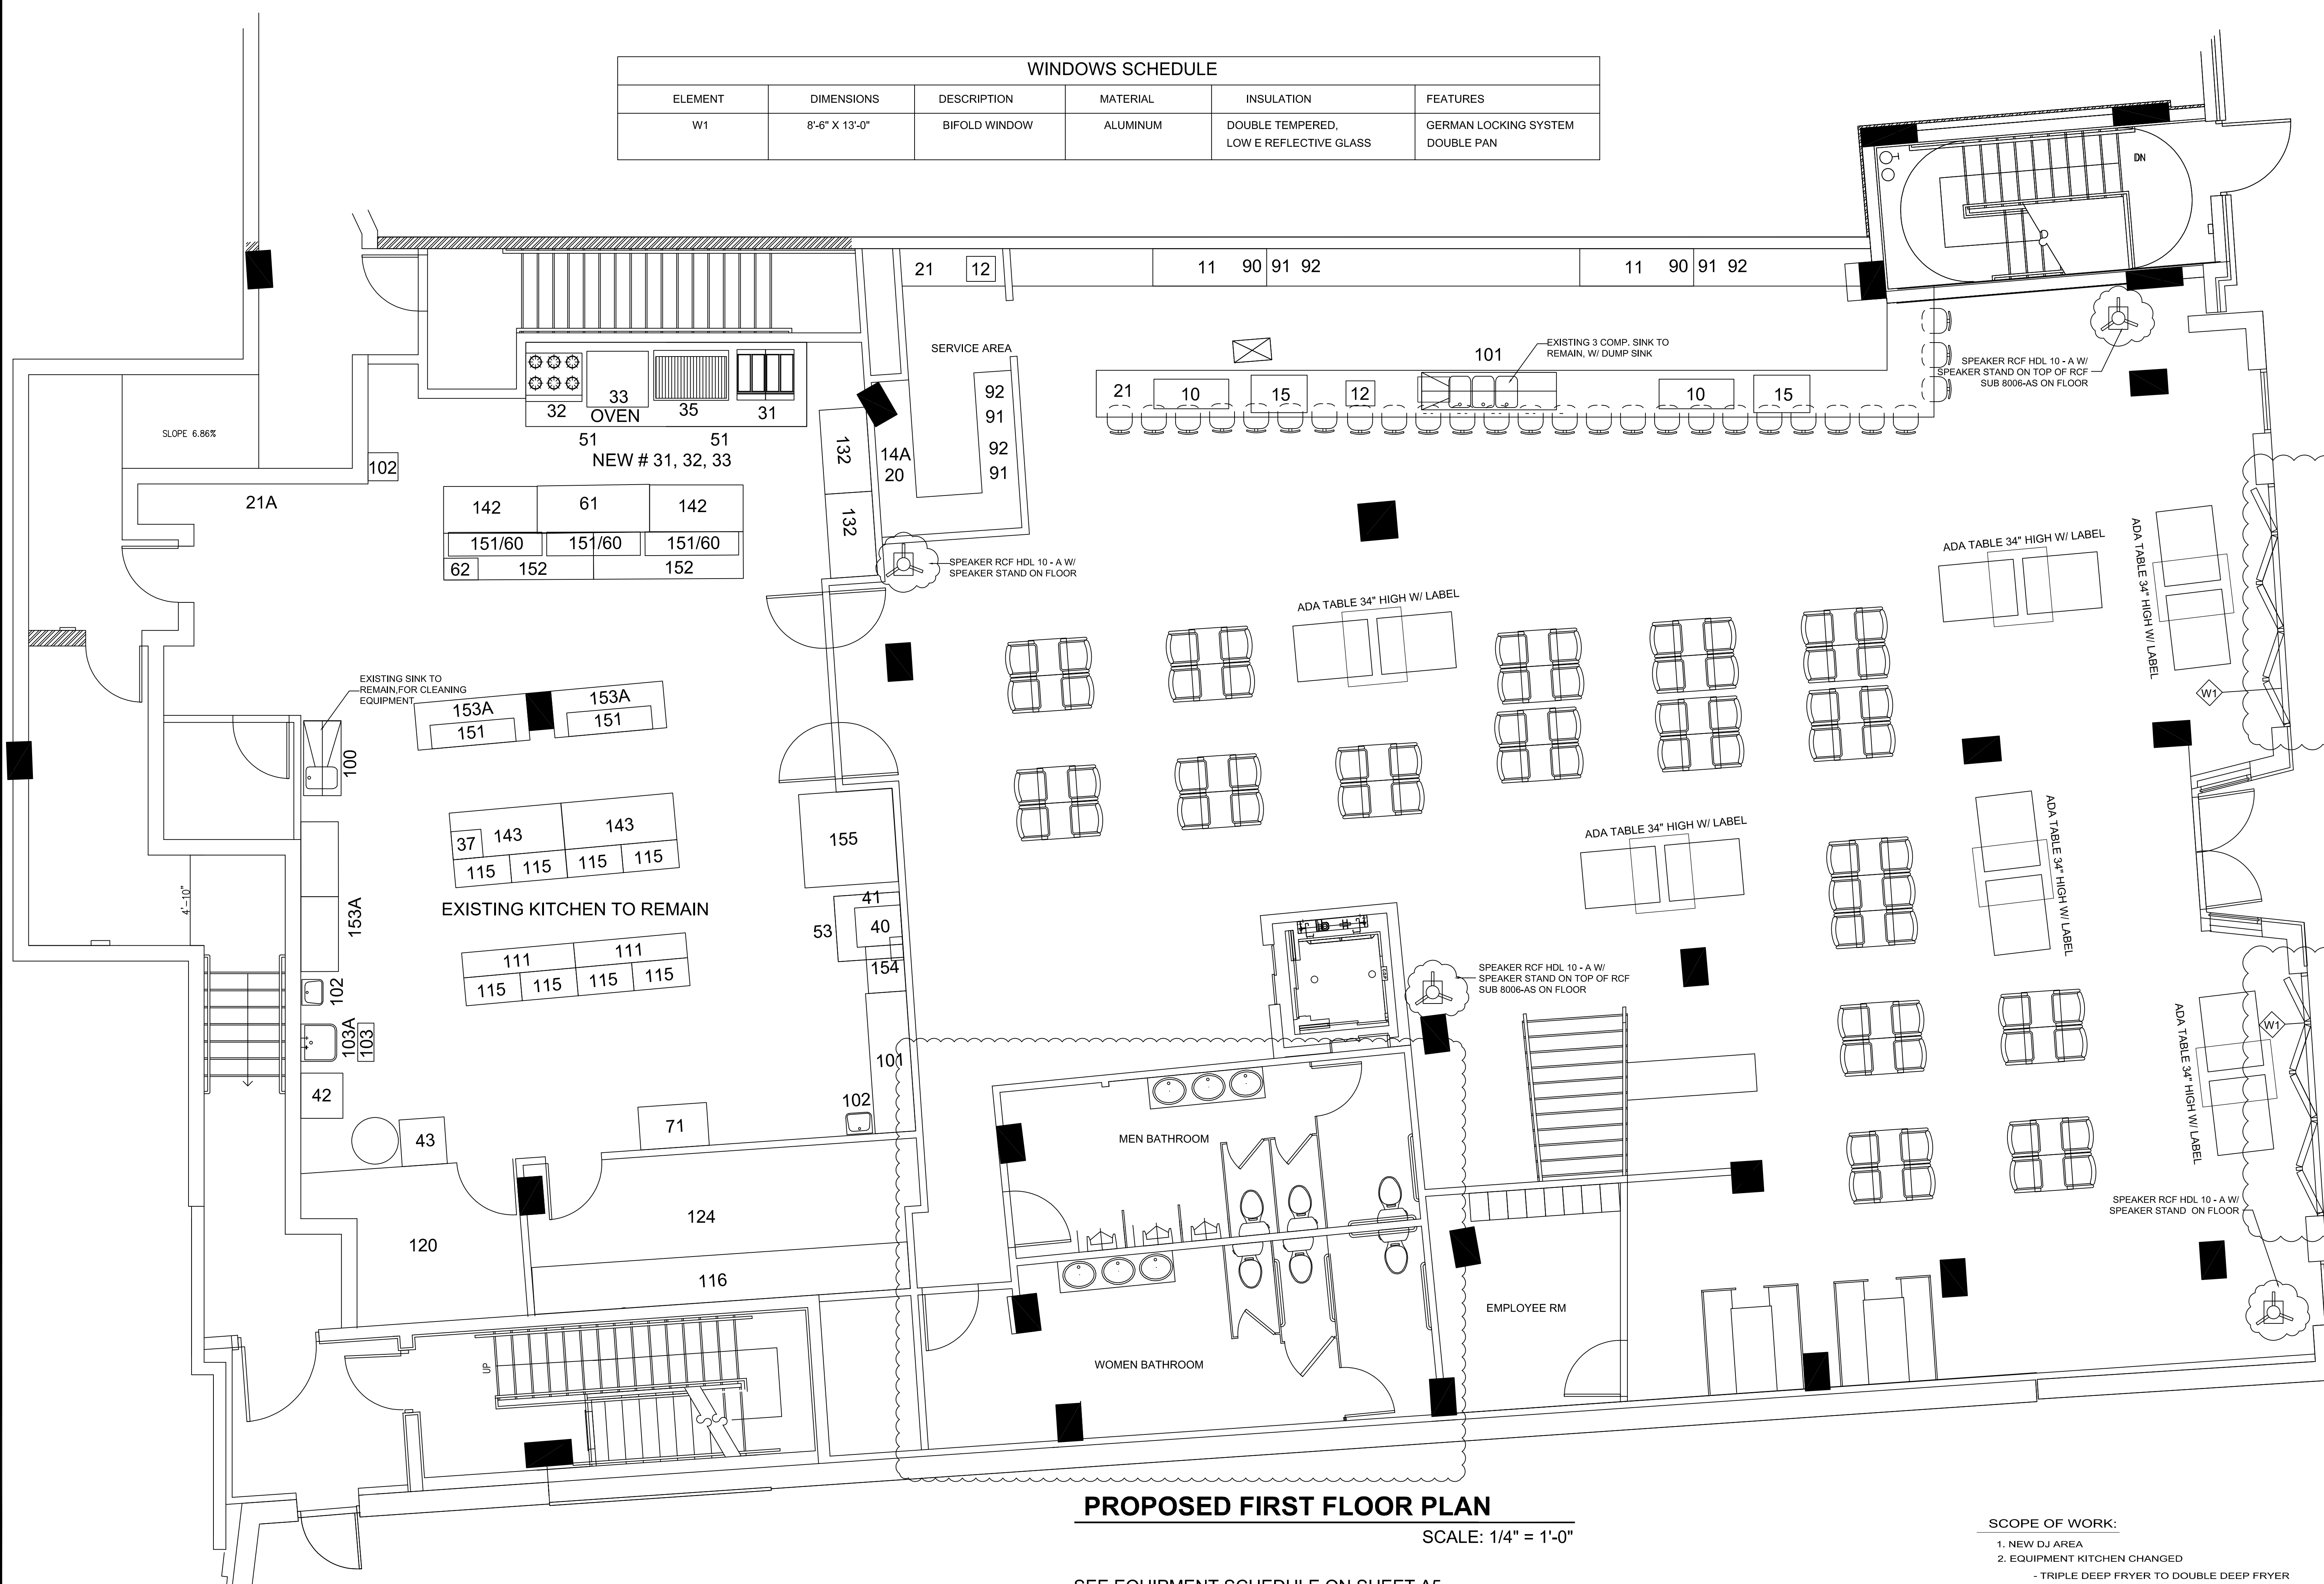 WINDOWS SCHEDULE
ELEMENT DIMENSIONS DESCRIPTION MATERIAL INSULATION FEATURES
W1 8'-6" X 13'-0" BIFOLD WINDOW ALUMINUM DOUBLE TEMPERED, GERMAN LOCKING SYSTEM
LOW E REFLECTIVE GLASS DOUBLE PAN
DN
21 12 11 90 91 92 11 90 91 92
SERVICE AREA
92
91
92
91
14A
20
EXISTING 3 COMP. SINK TO
REMAIN, W/ DUMP SINK
101
21 10 15 12 10 15
SPEAKER RCF HDL 10 - A W/
SPEAKER STAND ON TOP OF RCF
SUB 8006-AS ON FLOOR
SLOPE 6.86%
32 33 35 31
OVEN
51 51
NEW # 31, 32, 33
102
21A
132
132
142 61 142
151/60 151/60 151/60
62 152 152
SPEAKER RCF HDL 10 - A W/
SPEAKER STAND ON FLOOR
ADA TABLE 34" HIGH W/ LABEL
ADA TABLE 34" HIGH W/ LABEL
ADA TABLE 34" HIGH W/ LABEL
W1
EXISTING SINK TO
REMAIN,FOR CLEANING
EQUIPMENT
153A 153A
151 151
100
37 143 143
115 115 115 115
155
ADA TABLE 34" HIGH W/ LABEL
ADA TABLE 34" HIGH W/ LABEL
4'-10"
153A
EXISTING KITCHEN TO REMAIN
41
53 40
154
111 111
115 115 115 115
102
103A
103
42
43
71
101
102
SPEAKER RCF HDL 10 - A W/
SPEAKER STAND ON TOP OF RCF
SUB 8006-AS ON FLOOR
ADA TABLE 34" HIGH W/ LABEL
W1
MEN BATHROOM
124
120
116
SPEAKER RCF HDL 10 - A W/
SPEAKER STAND ON FLOOR
EMPLOYEE RM
WOMEN BATHROOM
UP
PROPOSED FIRST FLOOR PLAN
SCALE: 1/4" = 1'-0"
SEE EQUIPMENT SCHEDULE ON SHEET A5
SCOPE OF WORK:
1. NEW DJ AREA
2. EQUIPMENT KITCHEN CHANGED
- TRIPLE DEEP FRYER TO DOUBLE DEEP FRYER